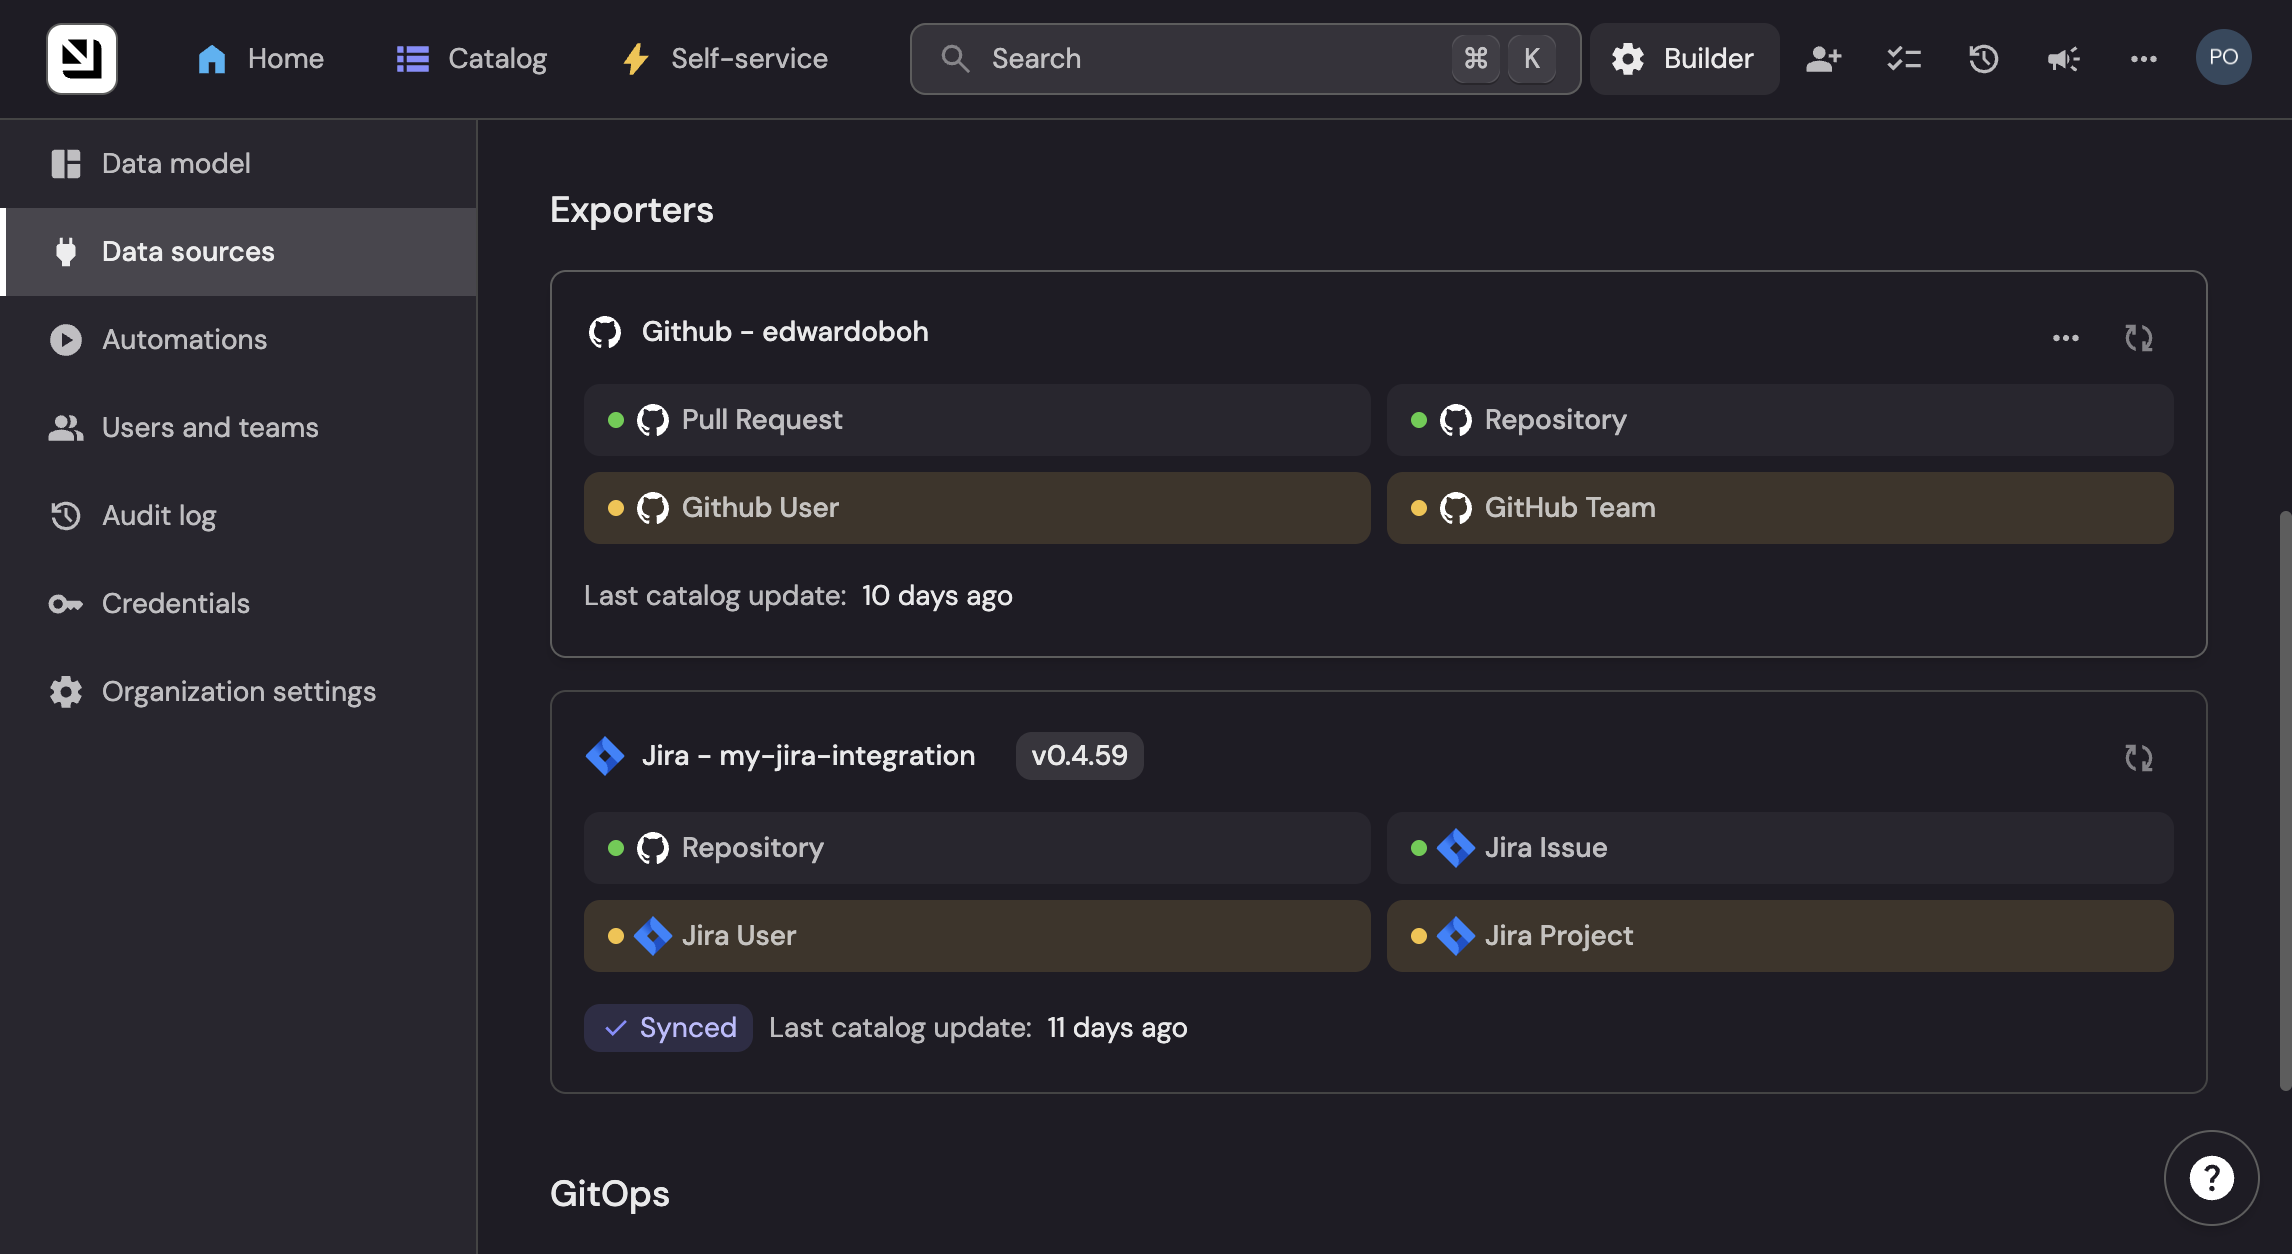 Home
Catalog
Self-service
Search
⌘ K
Builder
PO
Data model
Data sources
Automations
Users and teams
Audit log
Credentials
Organization settings
Exporters
Github - edwardoboh
Pull Request
Repository
Github User
GitHub Team
Last catalog update: 10 days ago
Jira - my-jira-integration
v0.4.59
Repository
Jira Issue
Jira User
Jira Project
Synced
Last catalog update: 11 days ago
GitOps
?